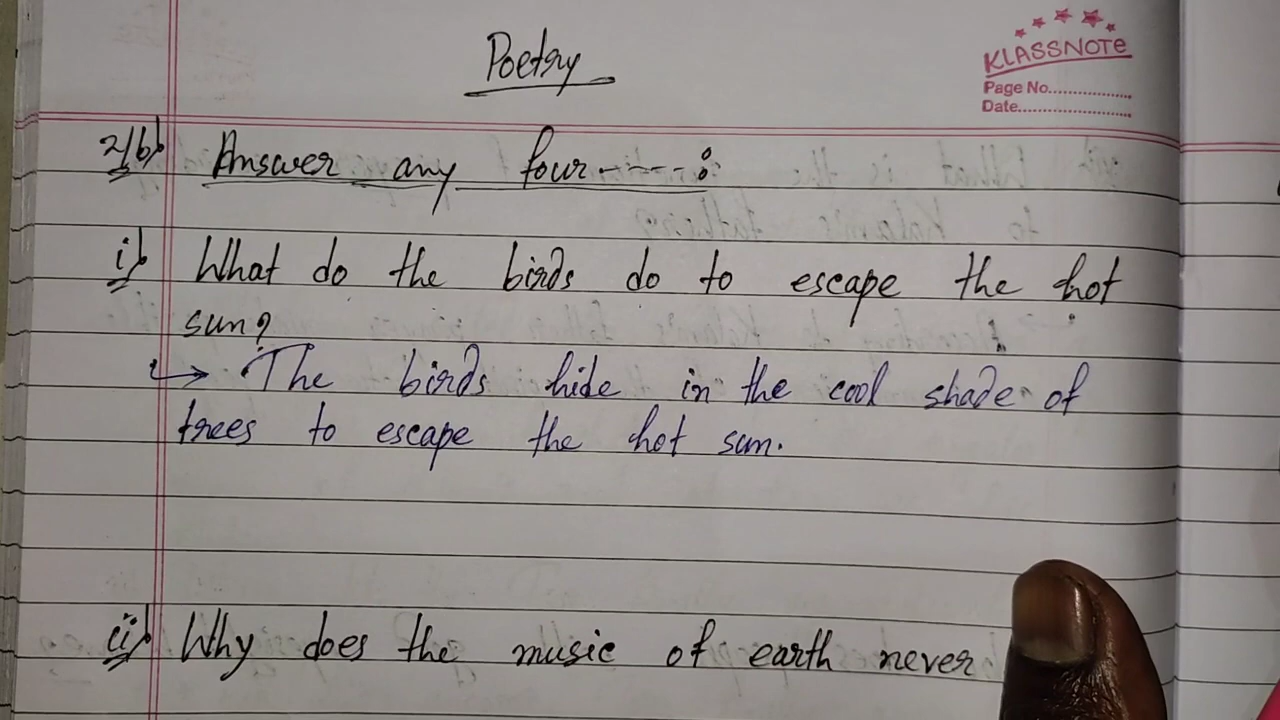 Poetry
KLASSNOTE
Page No..................
Date.........................
2/b) Answer any four----:
i) What do the birds do to escape the hot
sun?
↳ The birds hide in the cool shade of
trees to escape the hot sun.
ii) Why does the music of earth never